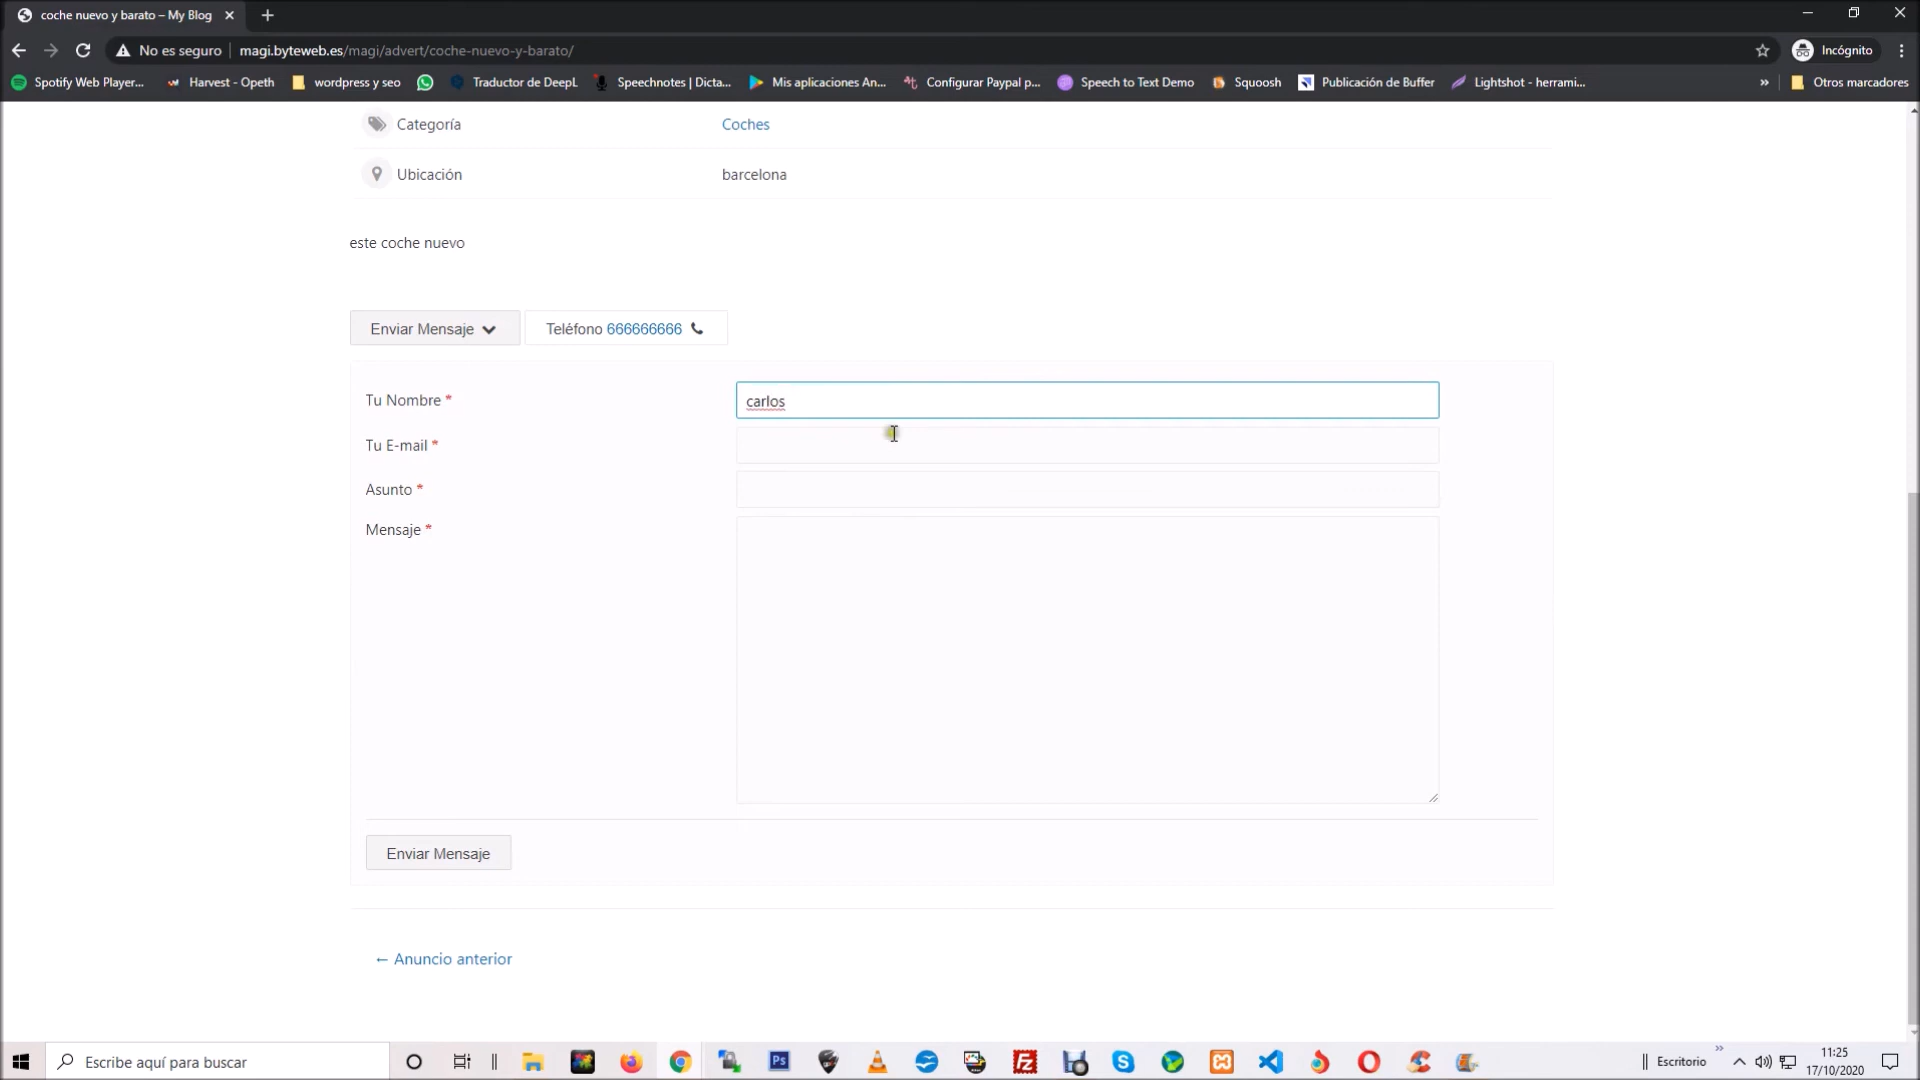 coche nuevo y barato – My Blog
No es seguro
magi.byteweb.es/magi/advert/coche-nuevo-y-barato/
Incógnito
Spotify Web Player...
Harvest - Opeth
wordpress y seo
Traductor de DeepL
Speechnotes | Dicta...
Mis aplicaciones An...
Configurar Paypal p...
Speech to Text Demo
Squoosh
Publicación de Buffer
Lightshot - herrami...
»
Otros marcadores
Categoría
Coches
Ubicación
barcelona
este coche nuevo
Enviar Mensaje
Teléfono 666666666
Tu Nombre *
carlos
Tu E-mail *
Asunto *
Mensaje *
Enviar Mensaje
← Anuncio anterior
Escribe aquí para buscar
Ps
Fz
Escritorio
»
11:25
17/10/2020